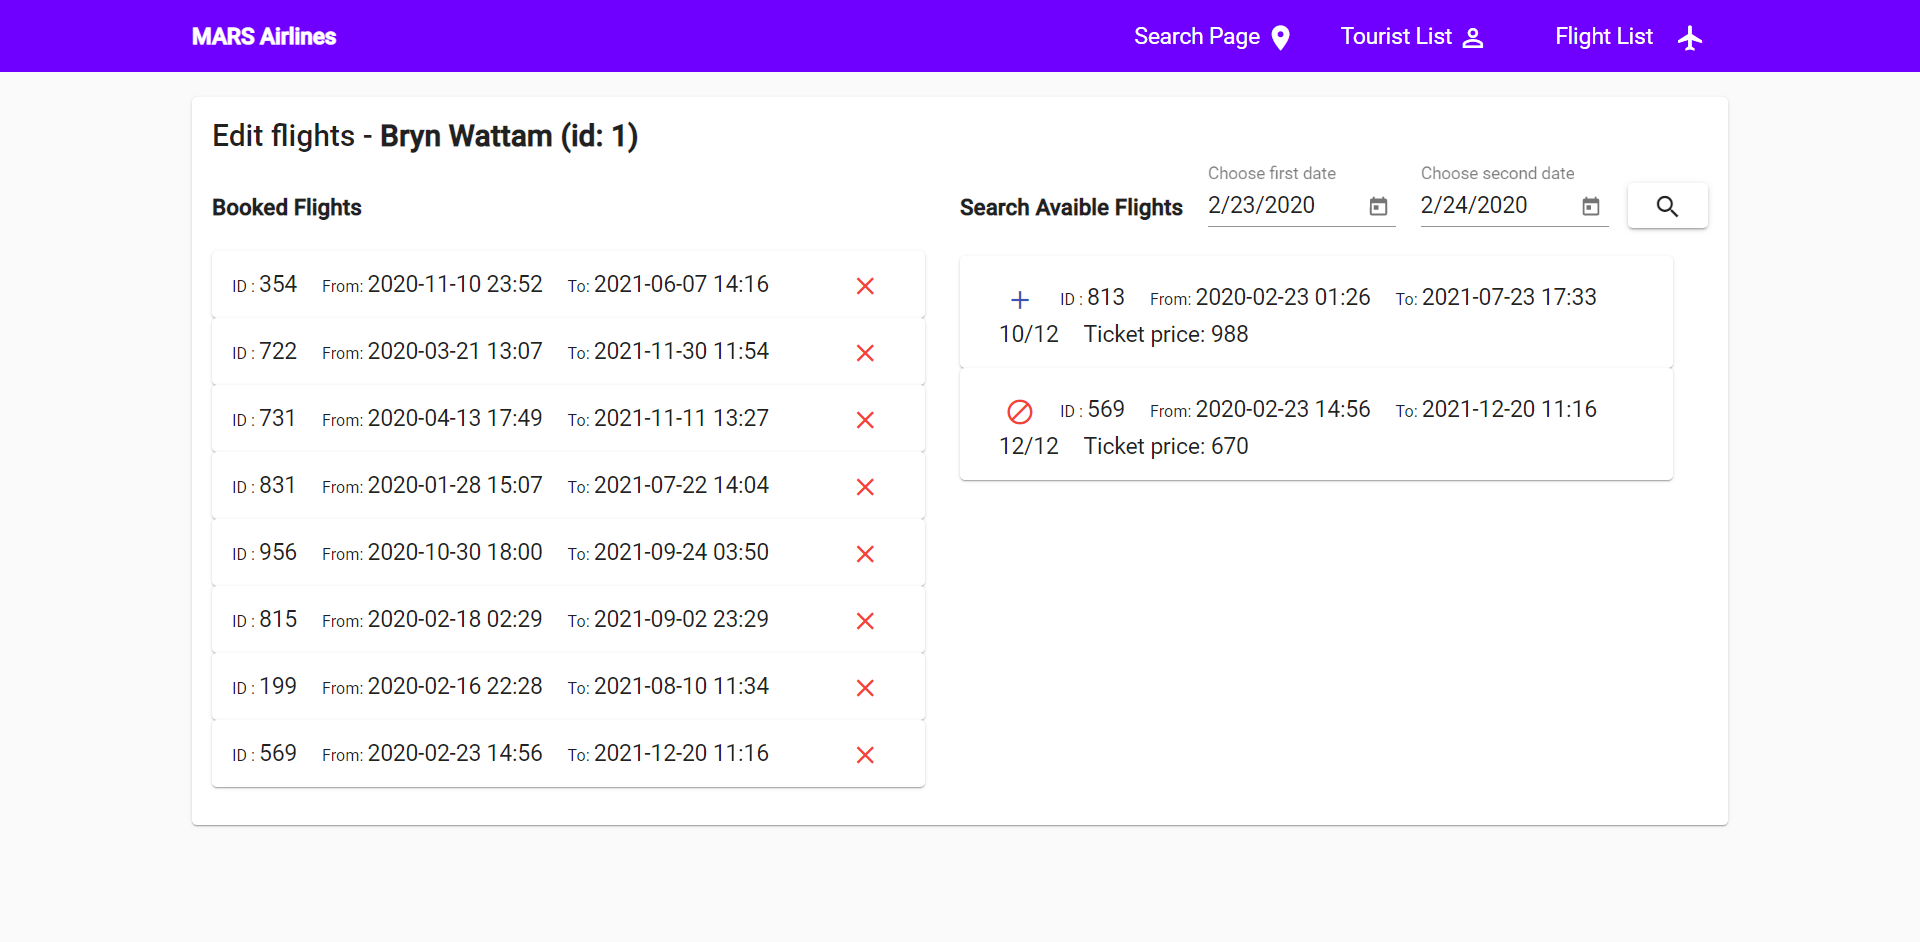 MARS Airlines
Search Page
Tourist List
Flight List
Edit flights - Bryn Wattam (id: 1)
Booked Flights
ID : 354 From: 2020-11-10 23:52 To: 2021-06-07 14:16
ID : 722 From: 2020-03-21 13:07 To: 2021-11-30 11:54
ID : 731 From: 2020-04-13 17:49 To: 2021-11-11 13:27
ID : 831 From: 2020-01-28 15:07 To: 2021-07-22 14:04
ID : 956 From: 2020-10-30 18:00 To: 2021-09-24 03:50
ID : 815 From: 2020-02-18 02:29 To: 2021-09-02 23:29
ID : 199 From: 2020-02-16 22:28 To: 2021-08-10 11:34
ID : 569 From: 2020-02-23 14:56 To: 2021-12-20 11:16
Search Avaible Flights
Choose first date
2/23/2020
Choose second date
2/24/2020
ID : 813 From: 2020-02-23 01:26 To: 2021-07-23 17:33
10/12 Ticket price: 988
ID : 569 From: 2020-02-23 14:56 To: 2021-12-20 11:16
12/12 Ticket price: 670